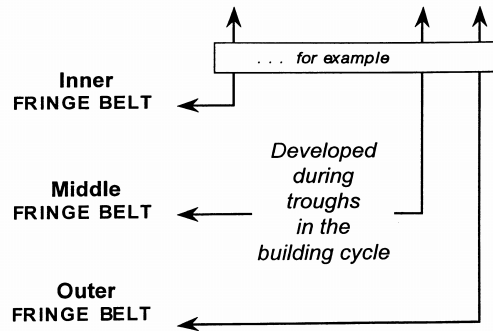 . . . for example
Inner
FRINGE BELT
Developed
during
troughs
in the
building cycle
Middle
FRINGE BELT
Outer
FRINGE BELT